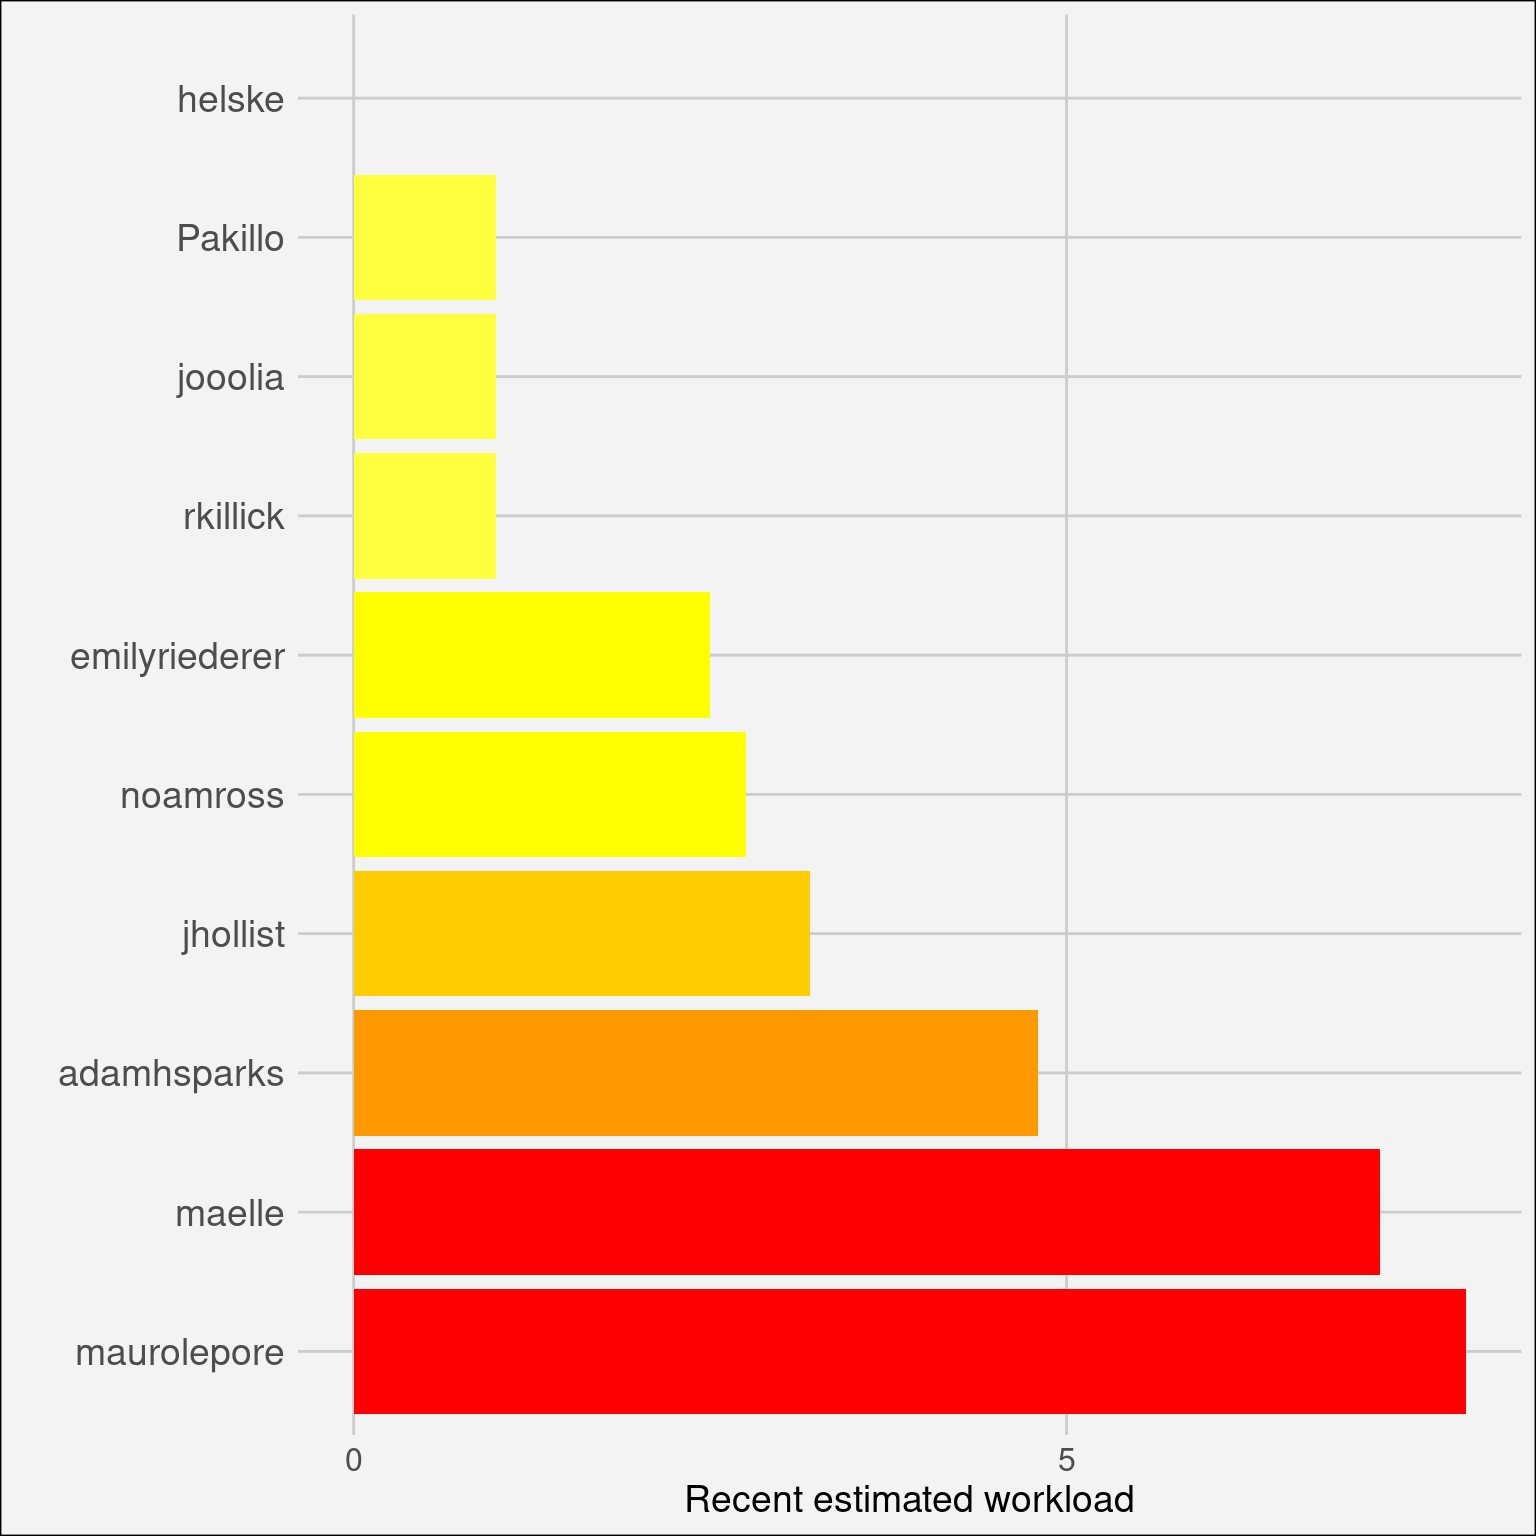 helske
Pakillo
jooolia
rkillick
emilyriederer
noamross
jhollist
adamhsparks
maelle
maurolepore
0 5
Recent estimated workload